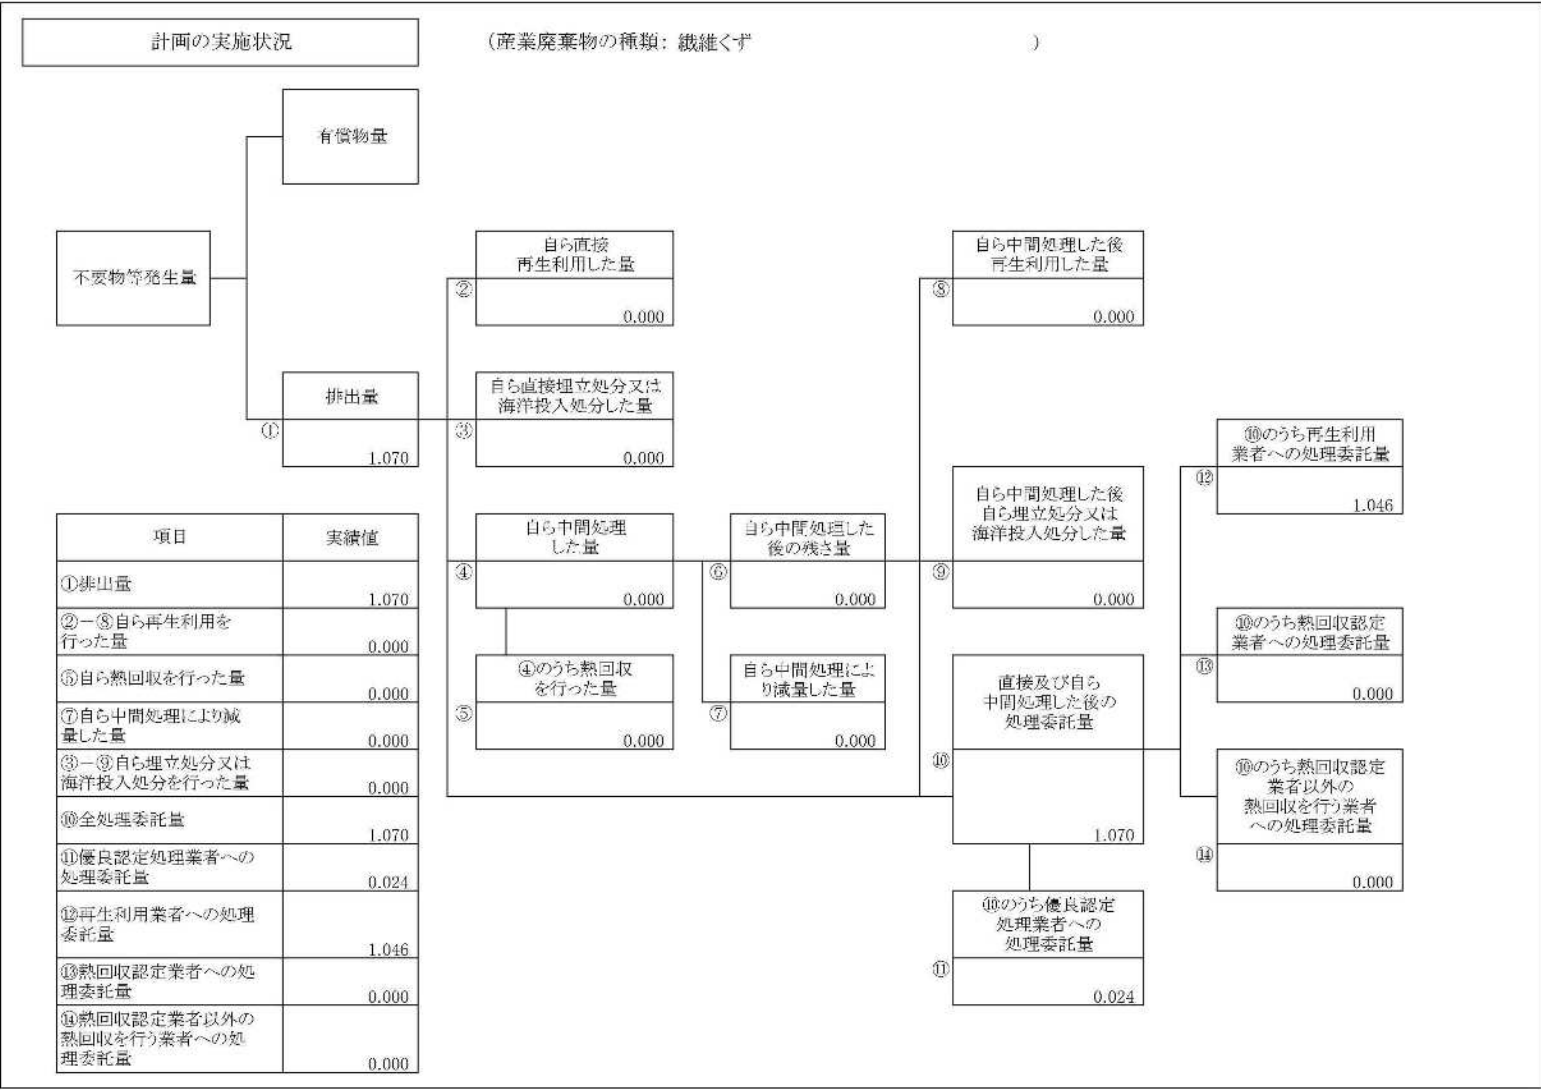 計画の実施状況
(産業廃棄物の種類: 繊維くず )
有償物量
不要物等発生量
排出量
①
1.070
自ら直接
再生利用した量
②
0.000
自ら直接埋立処分又は
海洋投入処分した量
③
0.000
自ら中間処理
した量
④
0.000
④のうち熱回収
を行った量
⑤
0.000
自ら中間処理した
後の残さ量
⑥
0.000
自ら中間処理によ
り減量した量
⑦
0.000
自ら中間処理した後
再生利用した量
⑧
0.000
自ら中間処理した後
自ら埋立処分又は
海洋投入処分した量
⑨
0.000
直接及び自ら
中間処理した後の
処理委託量
⑩
1.070
⑩のうち優良認定
処理業者への
処理委託量
⑪
0.024
⑩のうち再生利用
業者への処理委託量
⑫
1.046
⑩のうち熱回収認定
業者への処理委託量
⑬
0.000
⑩のうち熱回収認定
業者以外の
熱回収を行う業者
への処理委託量
⑭
0.000
項目 実績値
①排出量
1.070
②－⑧自ら再生利用を
行った量
0.000
⑤自ら熱回収を行った量
0.000
⑦自ら中間処理により減
量した量
0.000
③－⑨自ら埋立処分又は
海洋投入処分を行った量
0.000
⑩全処理委託量
1.070
⑪優良認定処理業者への
処理委託量
0.024
⑫再生利用業者への処理
委託量
1.046
⑬熱回収認定業者への処
理委託量
0.000
⑭熱回収認定業者以外の
熱回収を行う業者への処
理委託量
0.000